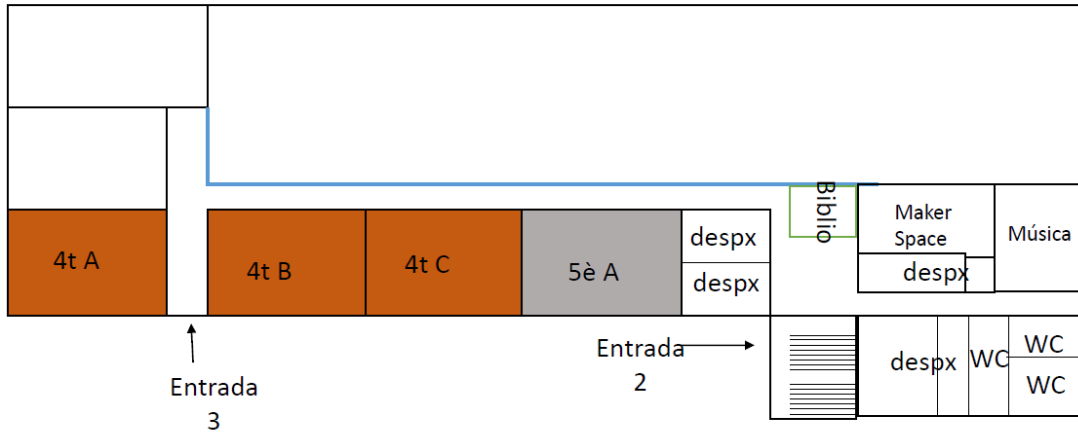 4t A
4t B
4t C
5è A
despx
despx
Biblio
Maker
Space
despx
Música
Entrada
3
Entrada
2
despx
WC
WC
WC